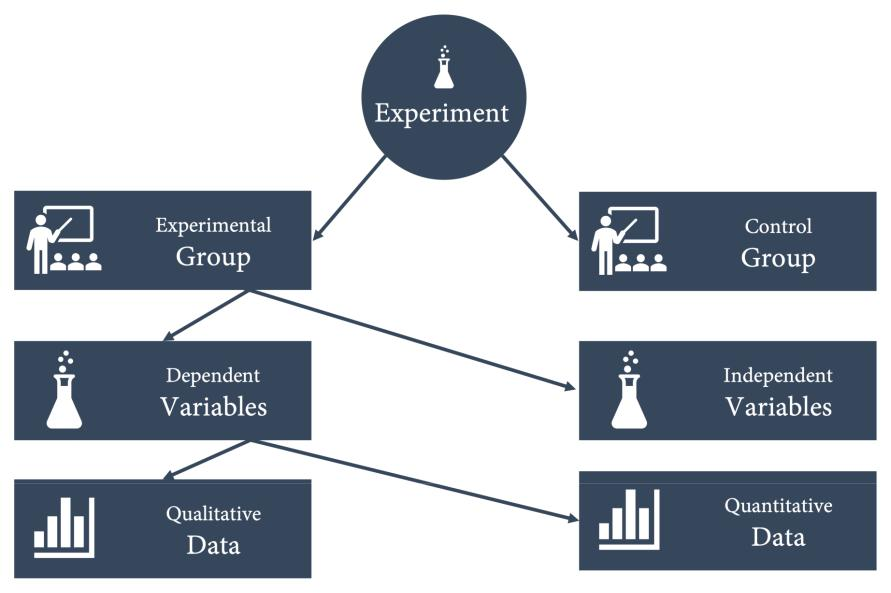 Experiment
Experimental
Group
Control
Group
Dependent
Variables
Independent
Variables
Qualitative
Data
Quantitative
Data